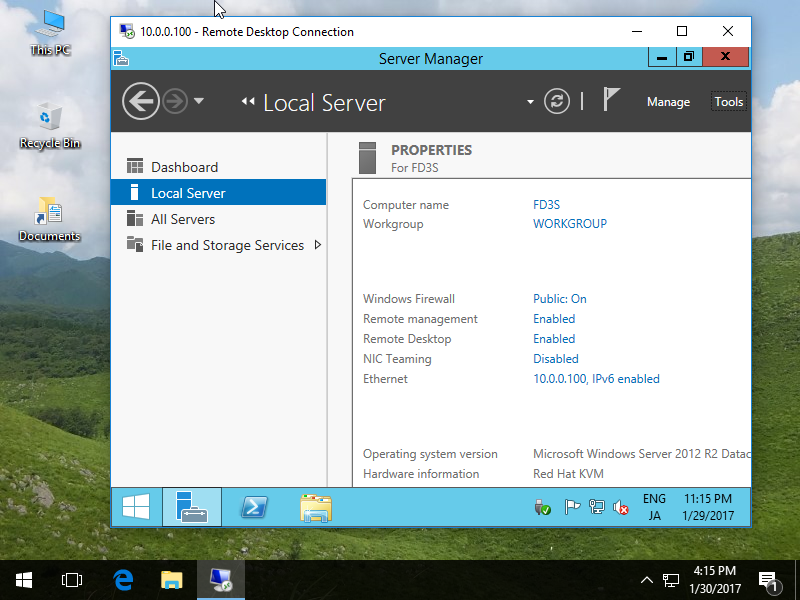 This PC
Recycle Bin
Documents
10.0.0.100 - Remote Desktop Connection
Server Manager
Local Server
Manage
Tools
Dashboard
Local Server
All Servers
File and Storage Services
PROPERTIES
For FD3S
Computer name FD3S
Workgroup WORKGROUP
Windows Firewall Public: On
Remote management Enabled
Remote Desktop Enabled
NIC Teaming Disabled
Ethernet 10.0.0.100, IPv6 enabled
Operating system version Microsoft Windows Server 2012 R2 Datac
Hardware information Red Hat KVM
ENG
JA
11:15 PM
1/29/2017
4:15 PM
1/30/2017
1